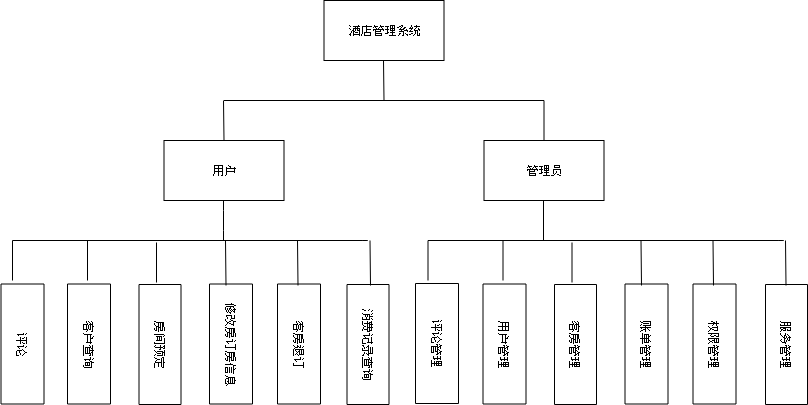 酒店管理系统
用户
管理员
评论
客户查询
房间预定
修改房订房信息
客房退订
消费记录查询
评论管理
用户管理
客房管理
账单管理
权限管理
服务管理